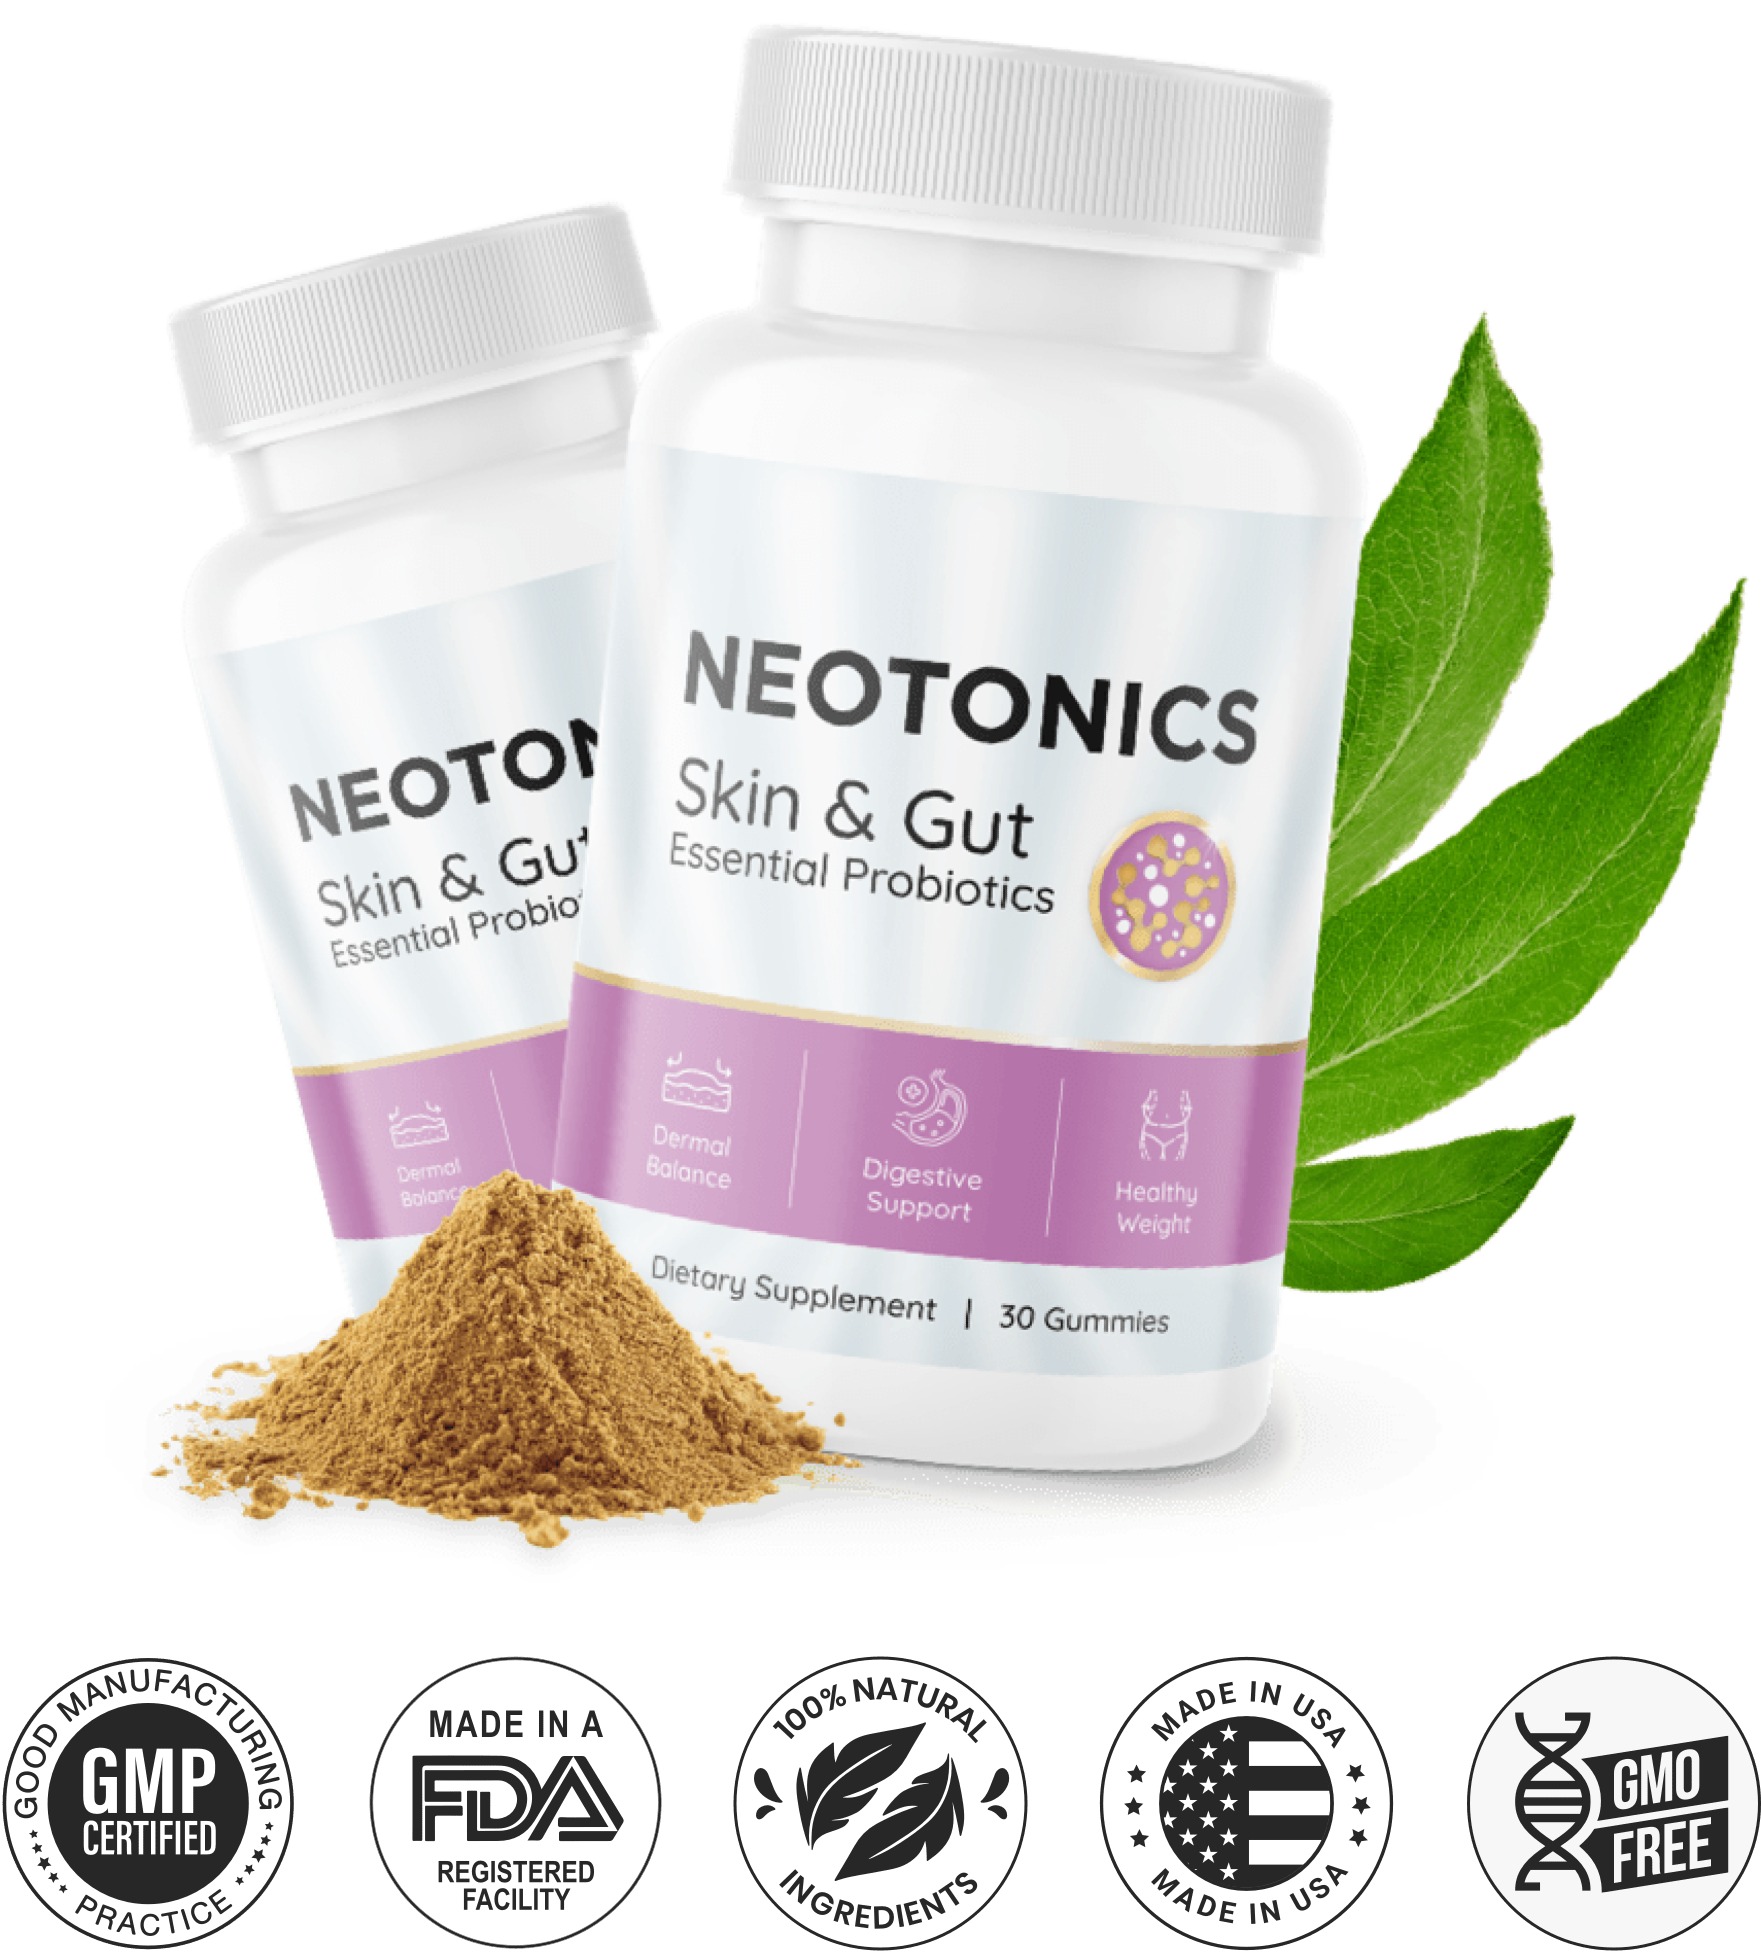 NEOTONICS
Skin & Gut
Essential Probiotics
Dermal
Balance
Digestive
Support
Healthy
Weight
Dietary Supplement | 30 Gummies
NEOTON
Skin & Gut
Essential Probio
Dermal
Balance
GOOD MANUFACTURING
GMP
CERTIFIED
PRACTICE
MADE IN A
FDA
REGISTERED
FACILITY
100% NATURAL
INGREDIENTS
MADE IN USA
MADE IN USA
GMO
FREE